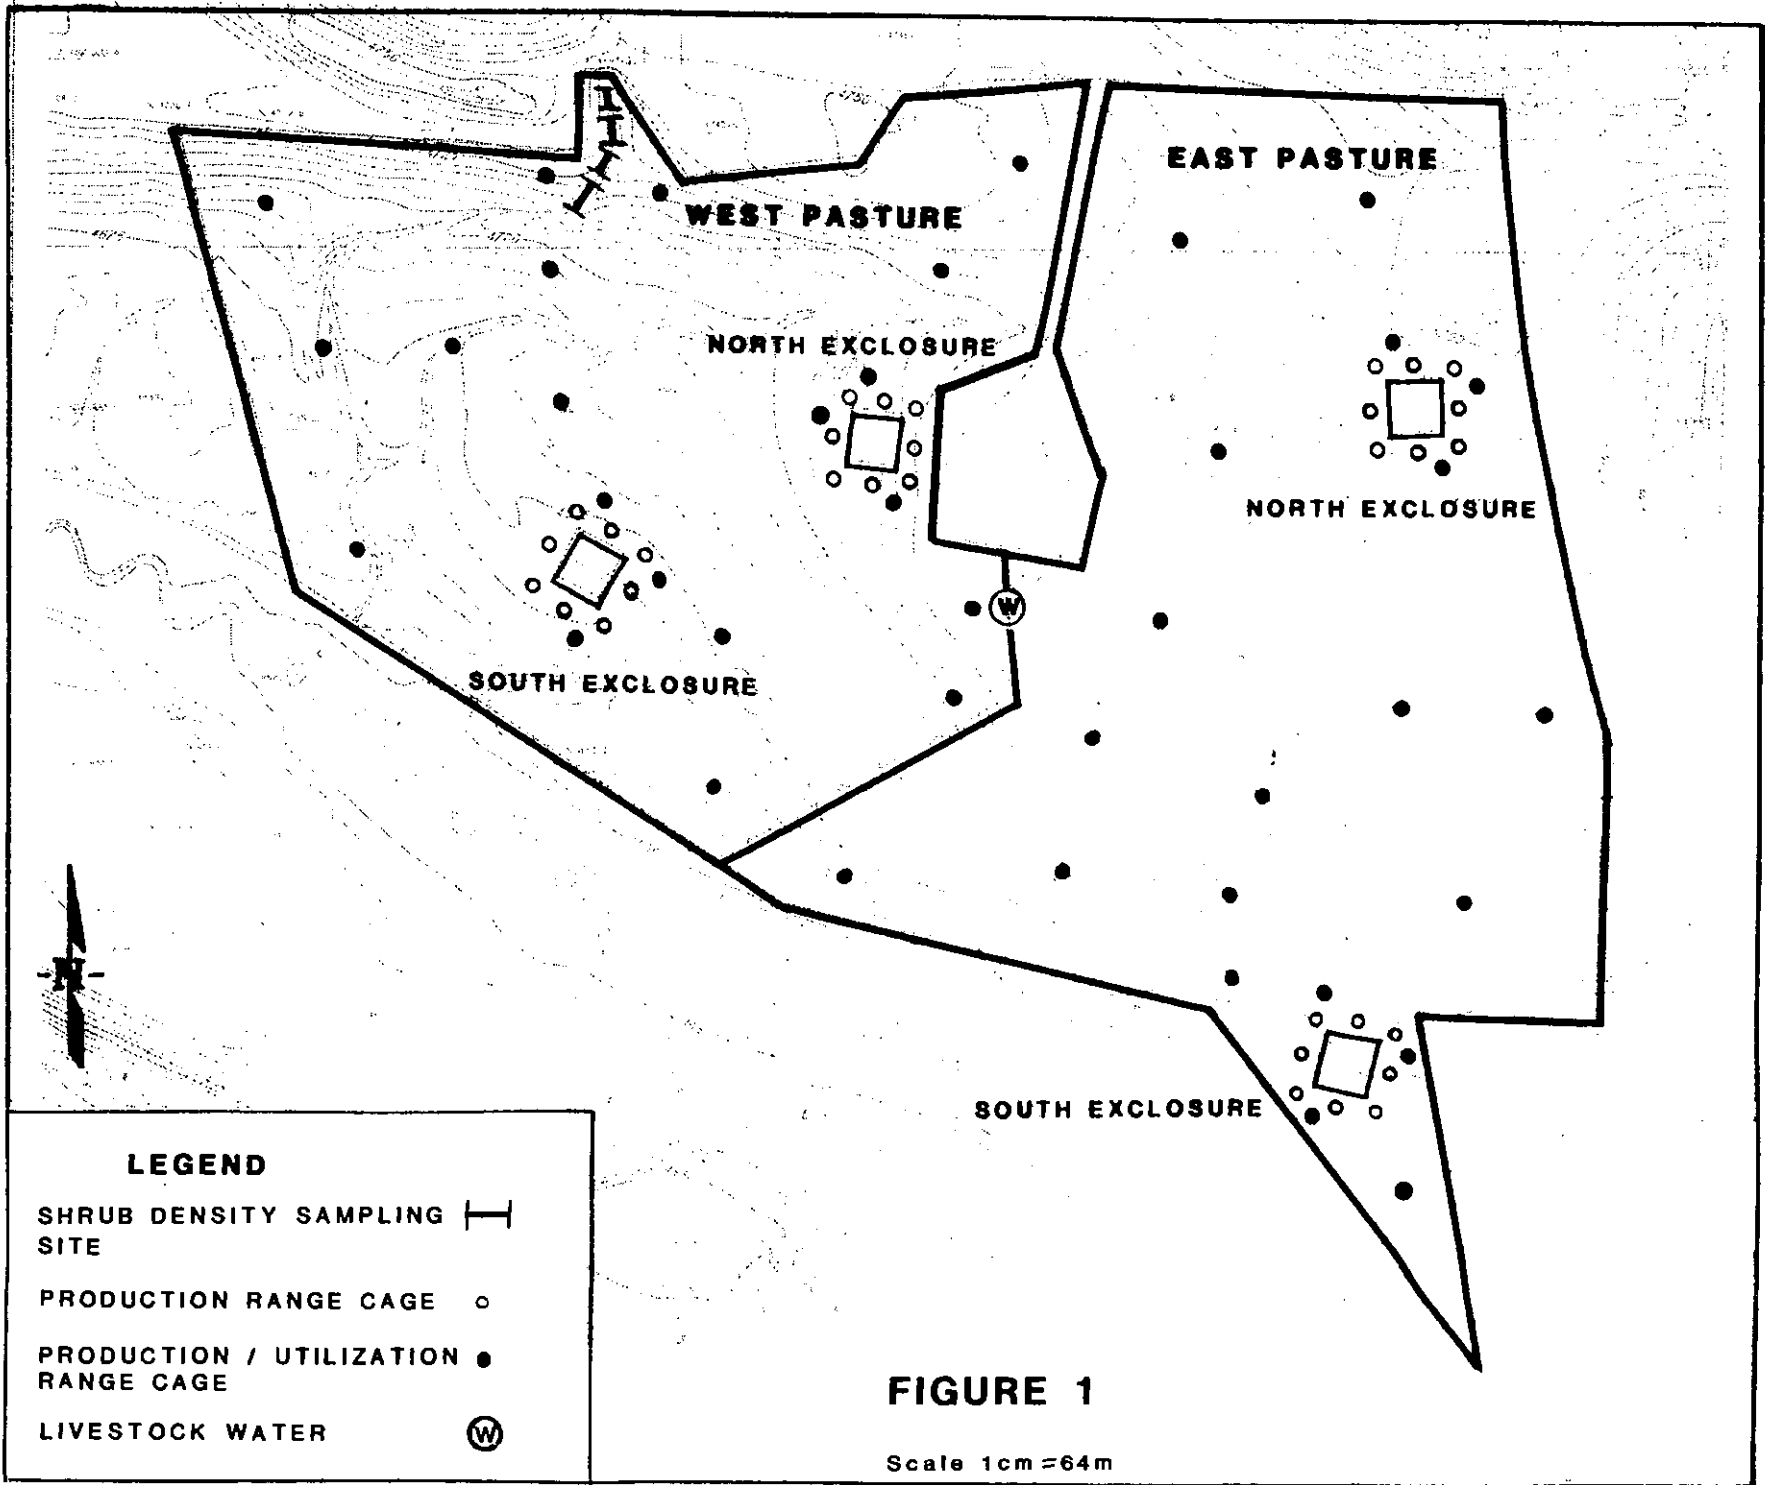 EAST PASTURE
WEST PASTURE
NORTH EXCLOSURE
NORTH EXCLOSURE
W
SOUTH EXCLOSURE
N
SOUTH EXCLOSURE
LEGEND
SHRUB DENSITY SAMPLING
SITE
PRODUCTION RANGE CAGE
PRODUCTION / UTILIZATION
RANGE CAGE
LIVESTOCK WATER W
FIGURE 1
Scale 1cm=64m